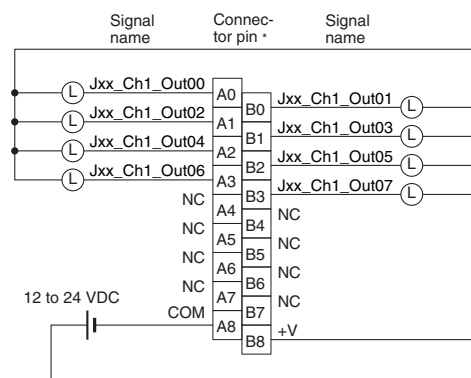 Signal name Connector pin * Signal name
Jxx_Ch1_Out00 A0
B0 Jxx_Ch1_Out01
Jxx_Ch1_Out02 A1
B1 Jxx_Ch1_Out03
Jxx_Ch1_Out04 A2
B2 Jxx_Ch1_Out05
Jxx_Ch1_Out06 A3
B3 Jxx_Ch1_Out07
NC A4
B4 NC
NC A5
B5 NC
NC A6
B6 NC
NC A7
B7 NC
12 to 24 VDC
COM A8
B8 +V
L
L
L
L
L
L
L
L